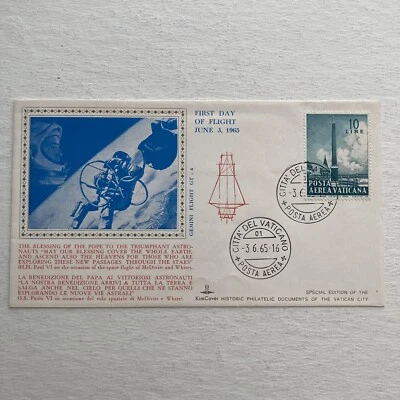 FIRST DAY
OF FLIGHT
JUNE 3, 1965
GEMINI FLIGHT GT - 4
10
LIRE
POSTA
AEREA VATICANA
CITTA' DEL VATICANO
-3.6
POSTA AEREA
CITTA' DEL VATICANO
01
-3.6.65-16
POSTA AEREA
THE BLESSING OF THE POPE TO THE TRIUMPHANT ASTRO-
NAUTS "MAY OUR BLESSING COVER THE WHOLE EARTH,
AND ASCEND ALSO THE HEAVENS FOR THOSE WHO ARE
EXPLORING THESE NEW PASSAGES THROUGH THE STARS"
(H.H. Paul VI on the occasion of the space flight of McDivitt and White).
LA BENEDIZIONE DEL PAPA AI VITTORIOSI ASTRONAUTI
"LA NOSTRA BENEDIZIONE ARRIVI A TUTTA LA TERRA E
SALGA ANCHE NEL CIELO PER QUELLI CHE NE STANNO
ESPLORANDO LE NUOVE VIE ASTRALI"
(S.S. Paolo VI in occasione del volo spaziale di McDivitt e White).
SPECIAL EDITION OF THE
KimCover HISTORIC PHILATELIC DOCUMENTS OF THE VATICAN CITY